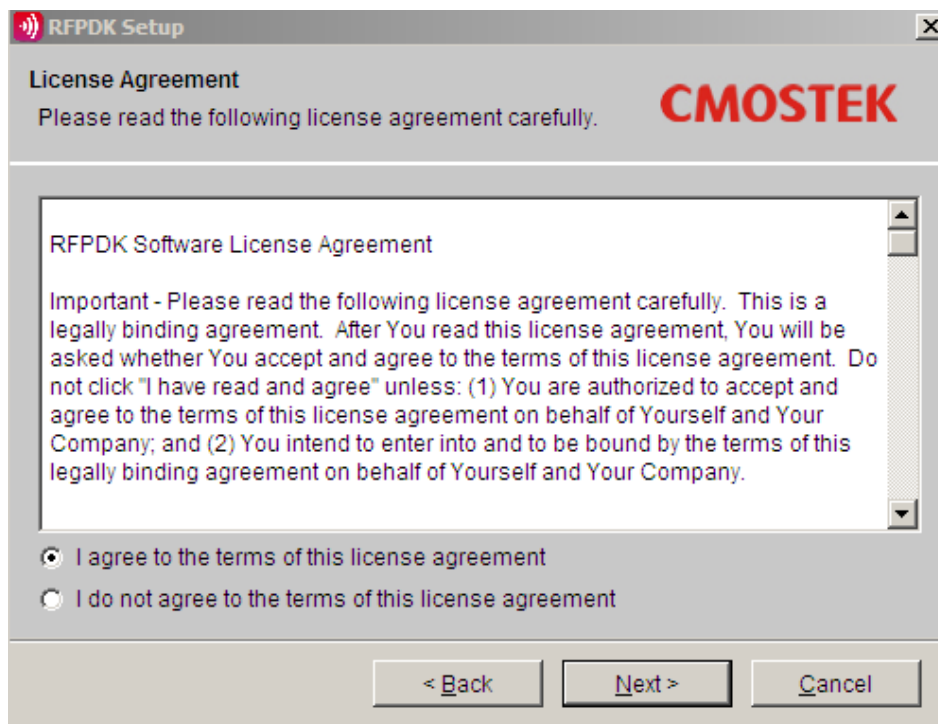 RFPDK Setup
License Agreement
Please read the following license agreement carefully.
CMOSTEK
RFPDK Software License Agreement
Important - Please read the following license agreement carefully.  This is a
legally binding agreement.  After You read this license agreement, You will be
asked whether You accept and agree to the terms of this license agreement.  Do
not click "I have read and agree" unless: (1) You are authorized to accept and
agree to the terms of this license agreement on behalf of Yourself and Your
Company; and (2) You intend to enter into and to be bound by the terms of this
legally binding agreement on behalf of Yourself and Your Company.
I agree to the terms of this license agreement
I do not agree to the terms of this license agreement
< Back
Next >
Cancel